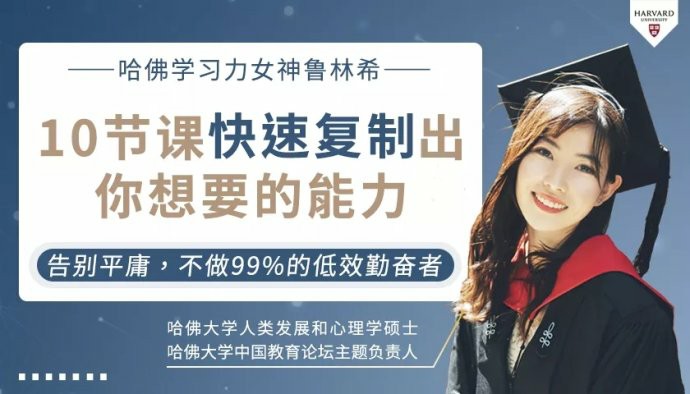 HARVARD
UNIVERSITY
哈佛学习力女神鲁林希
10节课快速复制出
你想要的能力
告别平庸，不做99%的低效勤奋者
哈佛大学人类发展和心理学硕士
哈佛大学中国教育论坛主题负责人